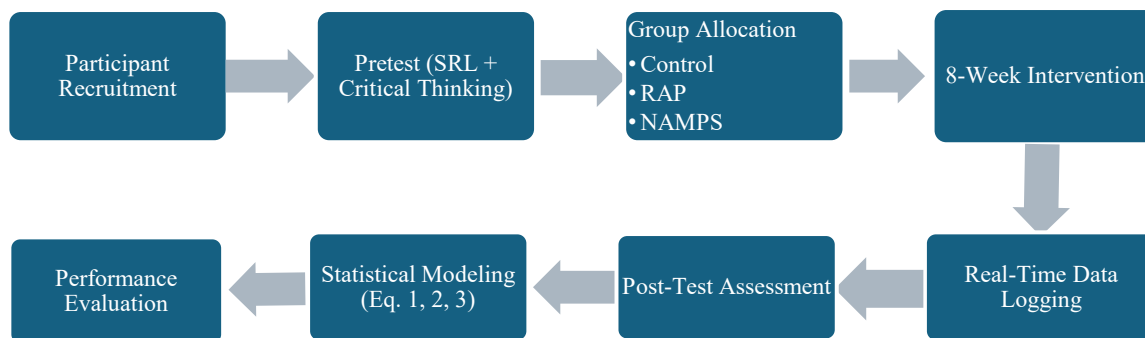 Participant
Recruitment
Pretest (SRL +
Critical Thinking)
Group Allocation
• Control
• RAP
• NAMPS
8-Week Intervention
Real-Time Data
Logging
Post-Test Assessment
Statistical Modeling
(Eq. 1, 2, 3)
Performance
Evaluation